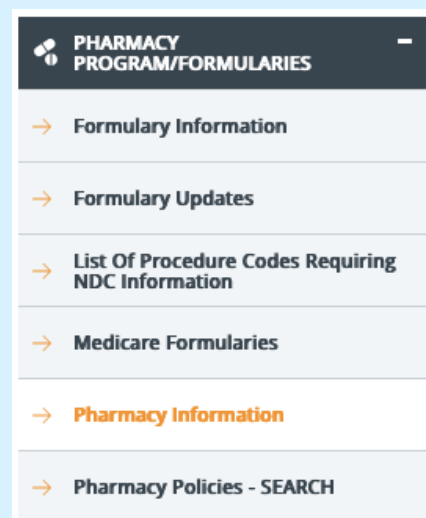 PHARMACY
PROGRAM/FORMULARIES
Formulary Information
Formulary Updates
List Of Procedure Codes Requiring
NDC Information
Medicare Formularies
Pharmacy Information
Pharmacy Policies - SEARCH